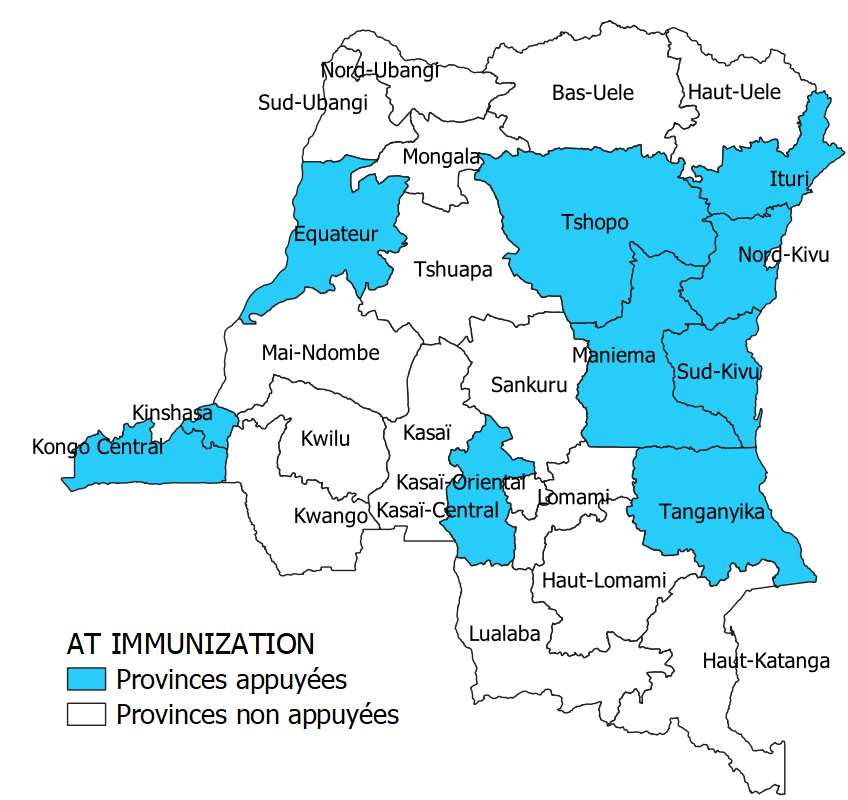 Nord-Ubangi
Sud-Ubangi
Bas-Uele
Haut-Uele
Mongala
Ituri
Tshopo
Equateur
Nord-Kivu
Tshuapa
Mai-Ndombe
Maniema
Sud-Kivu
Sankuru
Kinshasa
Kongo Central
Kwilu
Kasaï
Kasaï-Oriental
Lomami
Kasaï-Central
Kwango
Tanganyika
Haut-Lomami
Lualaba
Haut-Katanga
AT IMMUNIZATION
Provinces appuyées
Provinces non appuyées